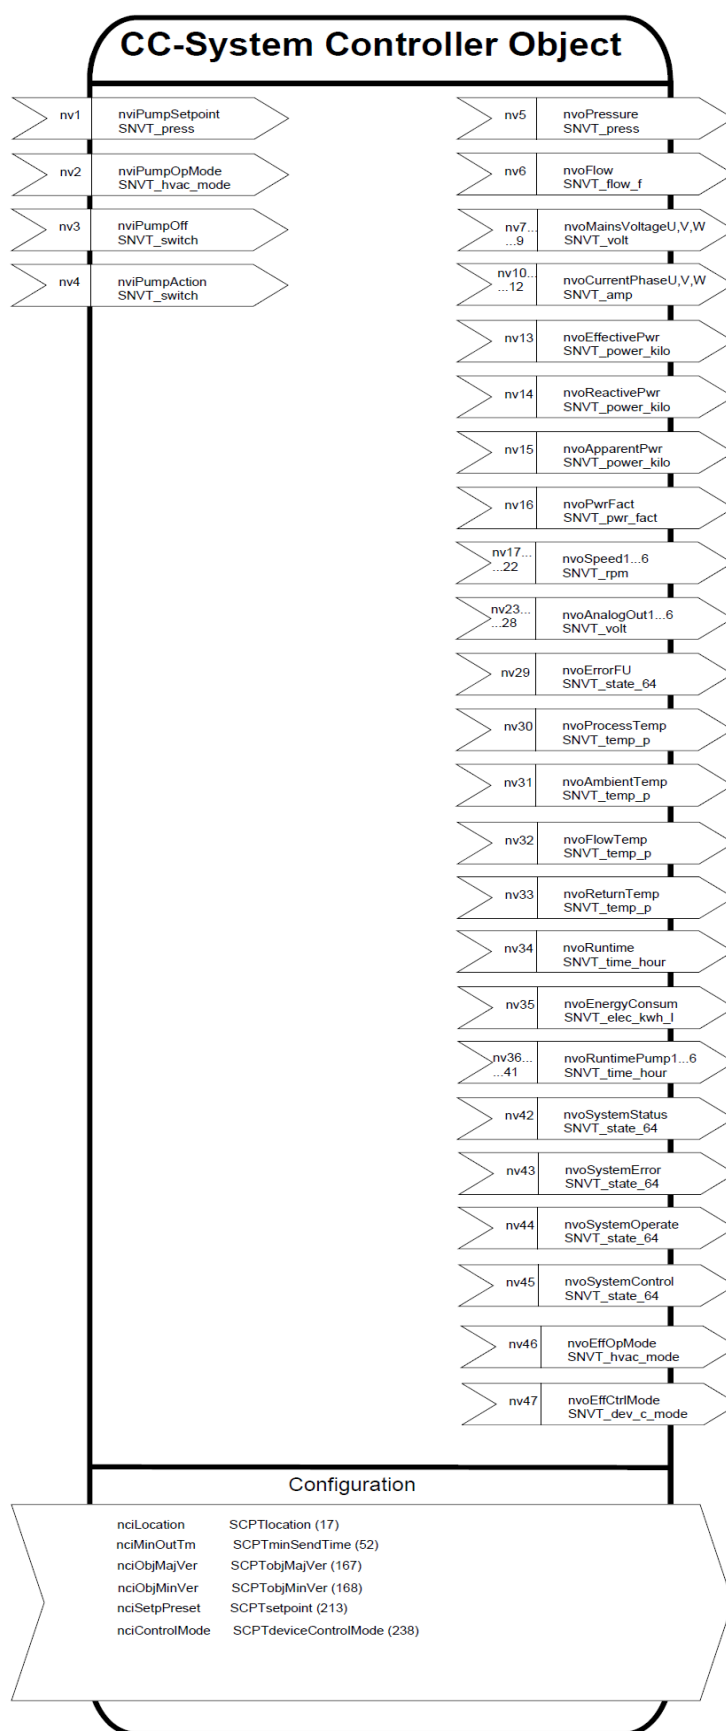 CC-System Controller Object
nv1
nviPumpSetpoint
SNVT_press
nv2
nviPumpOpMode
SNVT_hvac_mode
nv3
nviPumpOff
SNVT_switch
nv4
nviPumpAction
SNVT_switch
nv5
nvoPressure
SNVT_press
nv6
nvoFlow
SNVT_flow_f
nv7...
...9
nvoMainsVoltageU,V,W
SNVT_volt
nv10...
...12
nvoCurrentPhaseU,V,W
SNVT_amp
nv13
nvoEffectivePwr
SNVT_power_kilo
nv14
nvoReactivePwr
SNVT_power_kilo
nv15
nvoApparentPwr
SNVT_power_kilo
nv16
nvoPwrFact
SNVT_pwr_fact
nv17...
...22
nvoSpeed1...6
SNVT_rpm
nv23...
...28
nvoAnalogOut1...6
SNVT_volt
nv29
nvoErrorFU
SNVT_state_64
nv30
nvoProcessTemp
SNVT_temp_p
nv31
nvoAmbientTemp
SNVT_temp_p
nv32
nvoFlowTemp
SNVT_temp_p
nv33
nvoReturnTemp
SNVT_temp_p
nv34
nvoRuntime
SNVT_time_hour
nv35
nvoEnergyConsum
SNVT_elec_kwh_l
nv36...
...41
nvoRuntimePump1...6
SNVT_time_hour
nv42
nvoSystemStatus
SNVT_state_64
nv43
nvoSystemError
SNVT_state_64
nv44
nvoSystemOperate
SNVT_state_64
nv45
nvoSystemControl
SNVT_state_64
nv46
nvoEffOpMode
SNVT_hvac_mode
nv47
nvoEffCtrlMode
SNVT_dev_c_mode
Configuration
nciLocation SCPTlocation (17)
nciMinOutTm SCPTminSendTime (52)
nciObjMajVer SCPTobjMajVer (167)
nciObjMinVer SCPTobjMinVer (168)
nciSetpPreset SCPTsetpoint (213)
nciControlMode SCPTdeviceControlMode (238)